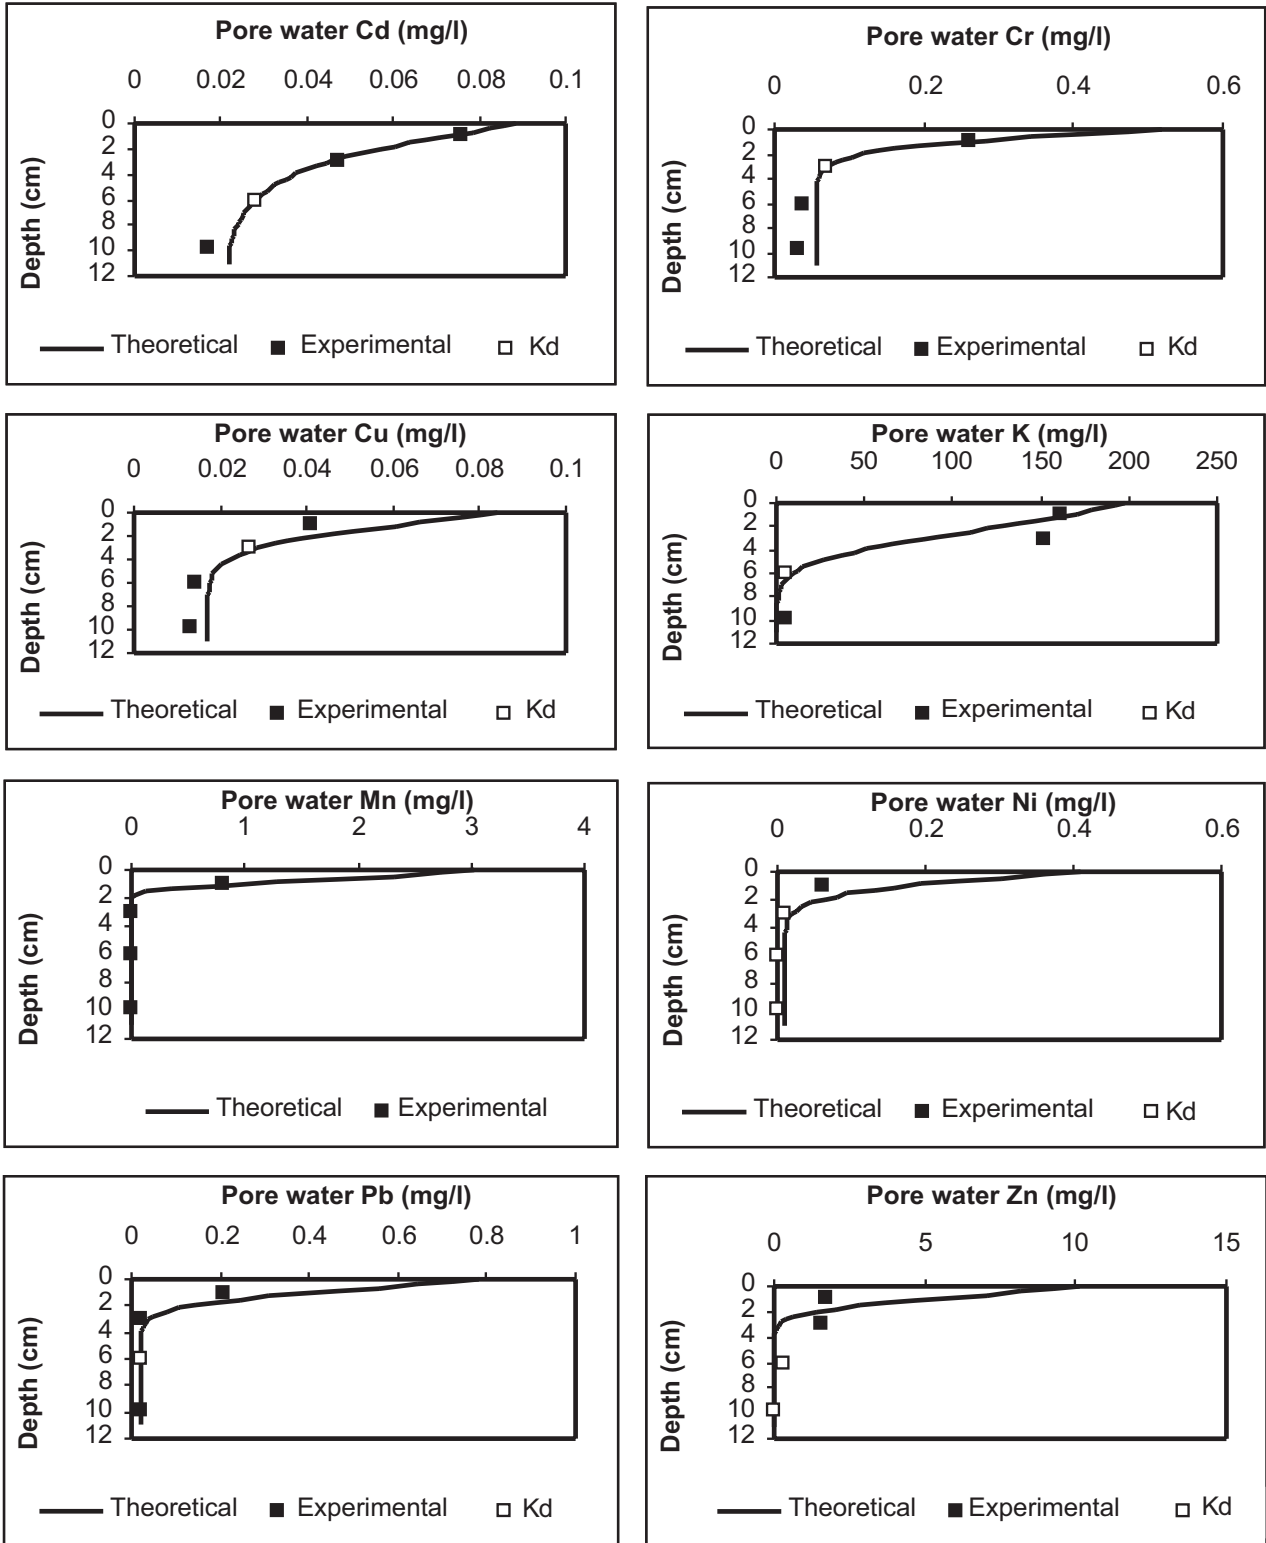 Pore water Cd (mg/l)
0 0.02 0.04 0.06 0.08 0.1
Depth (cm)
0
2
4
6
8
10
12
Theoretical Experimental Kd
Pore water Cr (mg/l)
0 0.2 0.4 0.6
Depth (cm)
0
2
4
6
8
10
12
Theoretical Experimental Kd
Pore water Cu (mg/l)
0 0.02 0.04 0.06 0.08 0.1
Depth (cm)
0
2
4
6
8
10
12
Theoretical Experimental Kd
Pore water K (mg/l)
0 50 100 150 200 250
Depth (cm)
0
2
4
6
8
10
12
Theoretical Experimental Kd
Pore water Mn (mg/l)
0 1 2 3 4
Depth (cm)
0
2
4
6
8
10
12
Theoretical Experimental
Pore water Ni (mg/l)
0 0.2 0.4 0.6
Depth (cm)
0
2
4
6
8
10
12
Theoretical Experimental Kd
Pore water Pb (mg/l)
0 0.2 0.4 0.6 0.8 1
Depth (cm)
0
2
4
6
8
10
12
Theoretical Experimental Kd
Pore water Zn (mg/l)
0 5 10 15
Depth (cm)
0
2
4
6
8
10
12
Theoretical Experimental Kd